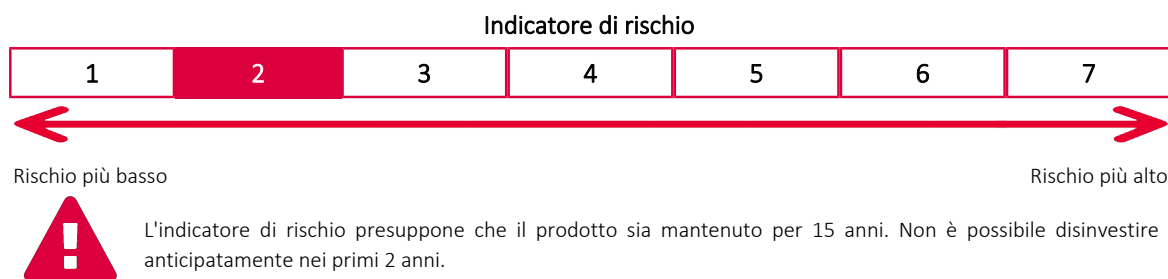 Indicatore di rischio
1 2 3 4 5 6 7
Rischio più basso Rischio più alto
L'indicatore di rischio presuppone che il prodotto sia mantenuto per 15 anni. Non è possibile disinvestire
anticipatamente nei primi 2 anni.